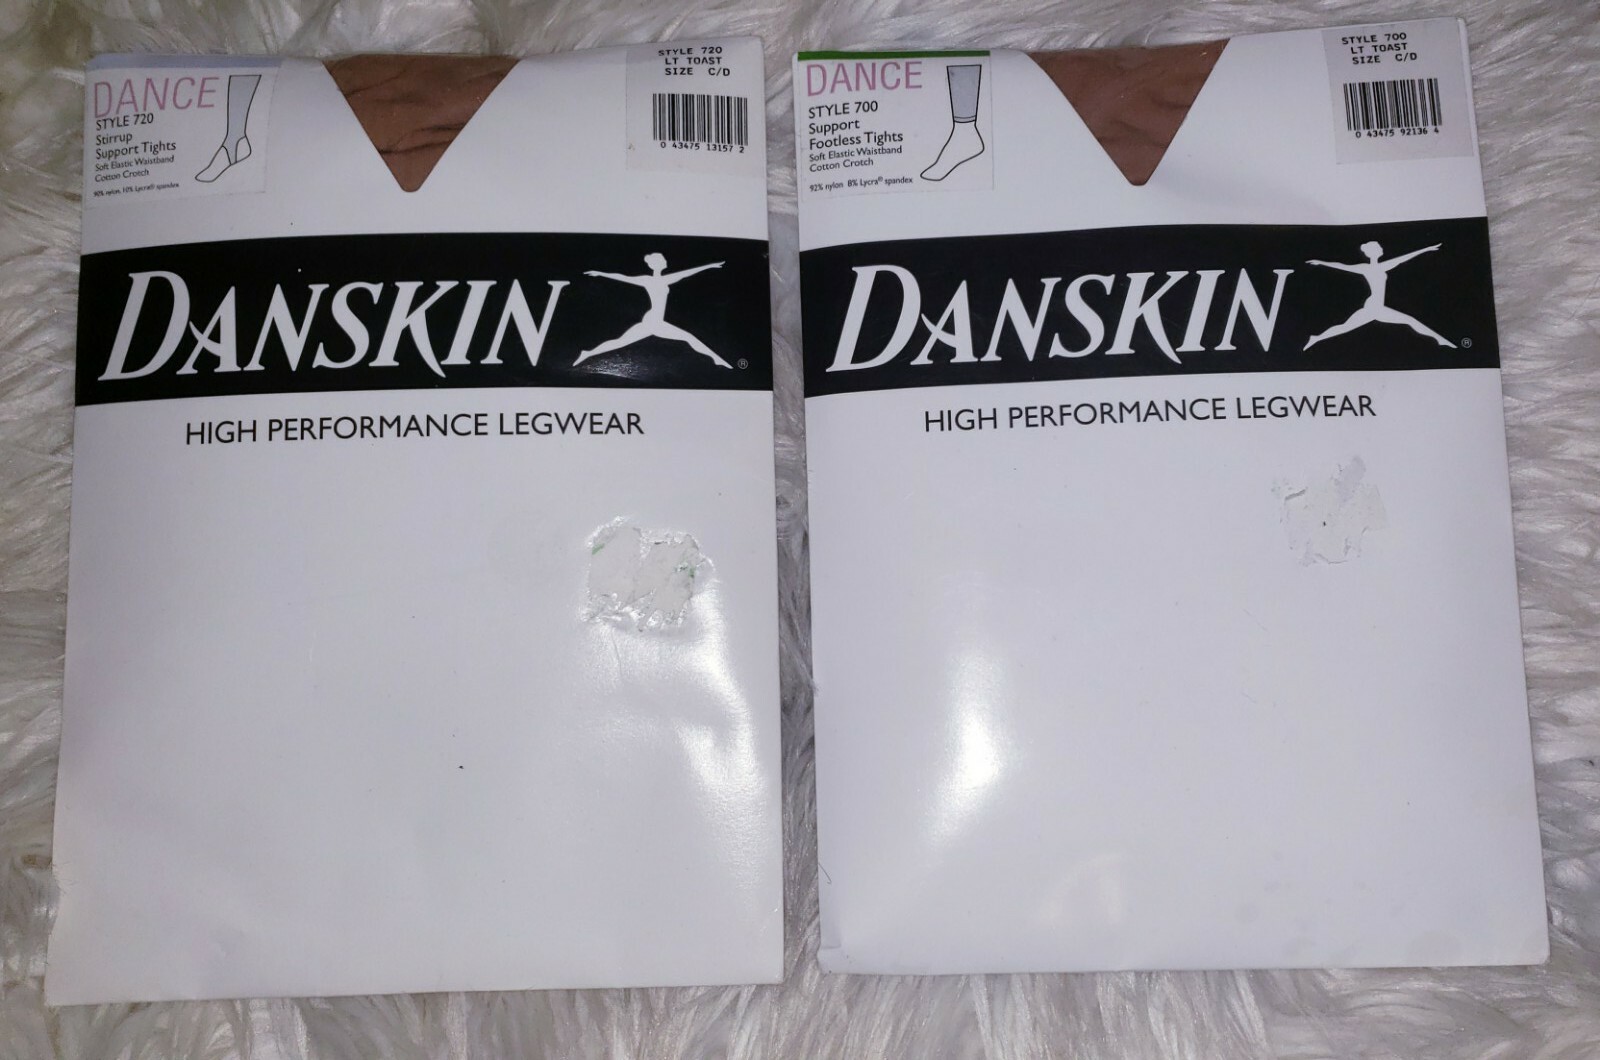 DANCE
STYLE 720
Stirrup
Support Tights
Soft Elastic Waistband
Cotton Crotch
90% nylon 10% Lycra® spandex
STYLE 720
LT TOAST
SIZE C/D
0 43475 13157 2
DANSKIN
®
HIGH PERFORMANCE LEGWEAR
DANCE
STYLE 700
Support
Footless Tights
Soft Elastic Waistband
Cotton Crotch
92% nylon 8% Lycra® spandex
STYLE 700
LT TOAST
SIZE C/D
0 43475 92136 4
DANSKIN
®
HIGH PERFORMANCE LEGWEAR